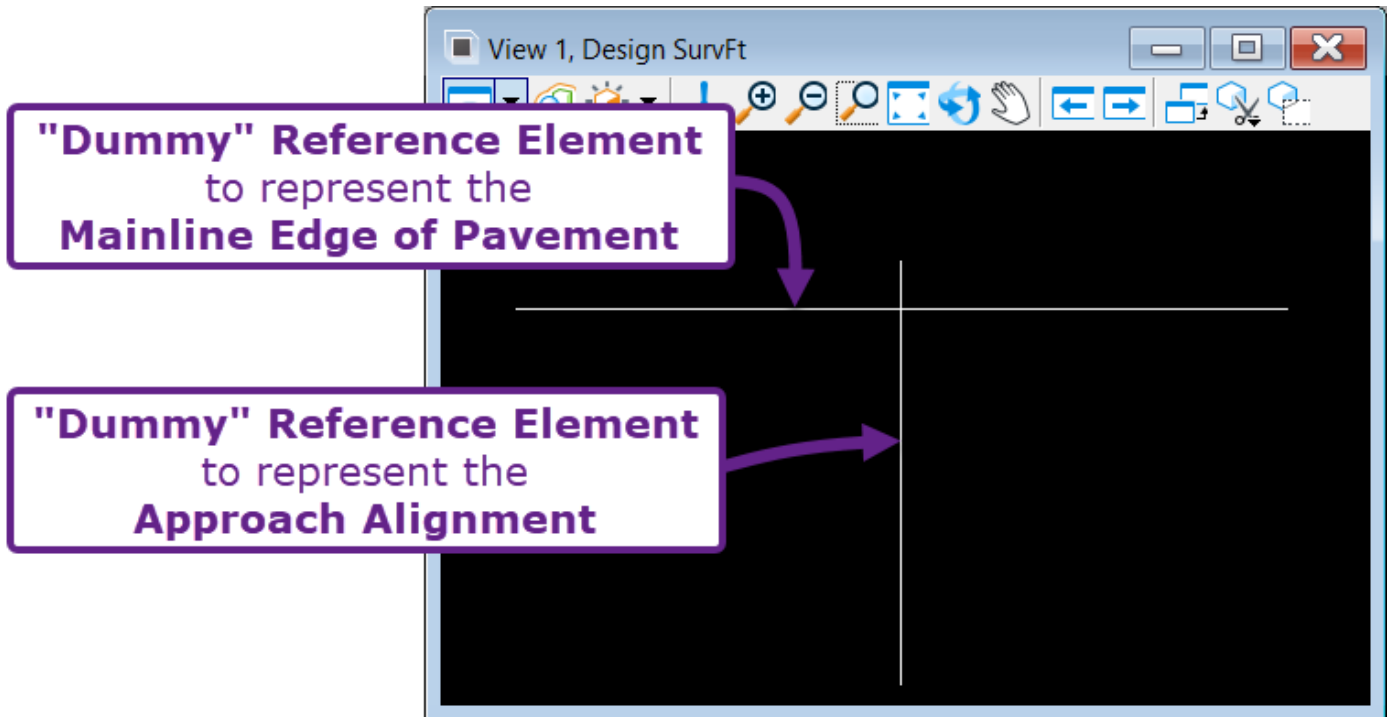 View 1, Design SurvFt
"Dummy" Reference Element
to represent the
Mainline Edge of Pavement
"Dummy" Reference Element
to represent the
Approach Alignment